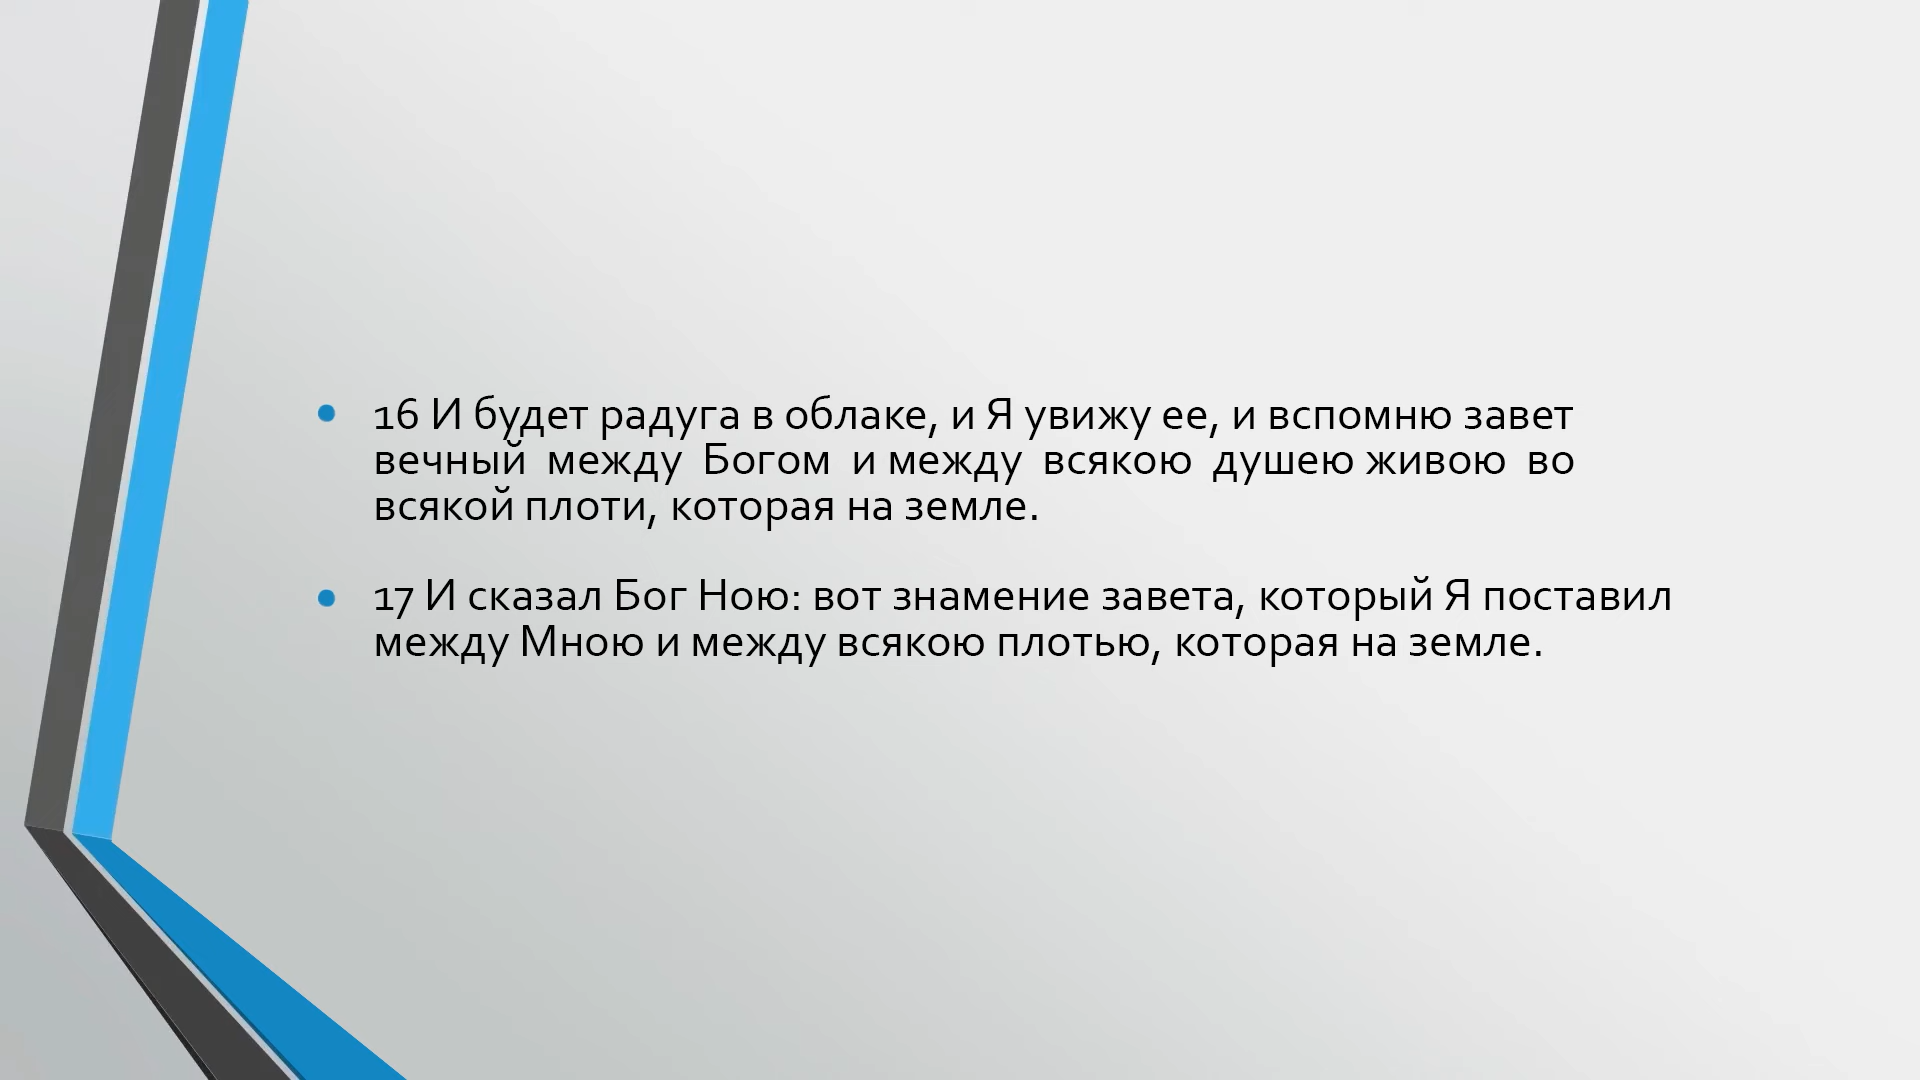 16 И будет радуга в облаке, и Я увижу ее, и вспомню завет
вечный между Богом и между всякою душею живою во
всякой плоти, которая на земле.
17 И сказал Бог Ною: вот знамение завета, который Я поставил
между Мною и между всякою плотью, которая на земле.